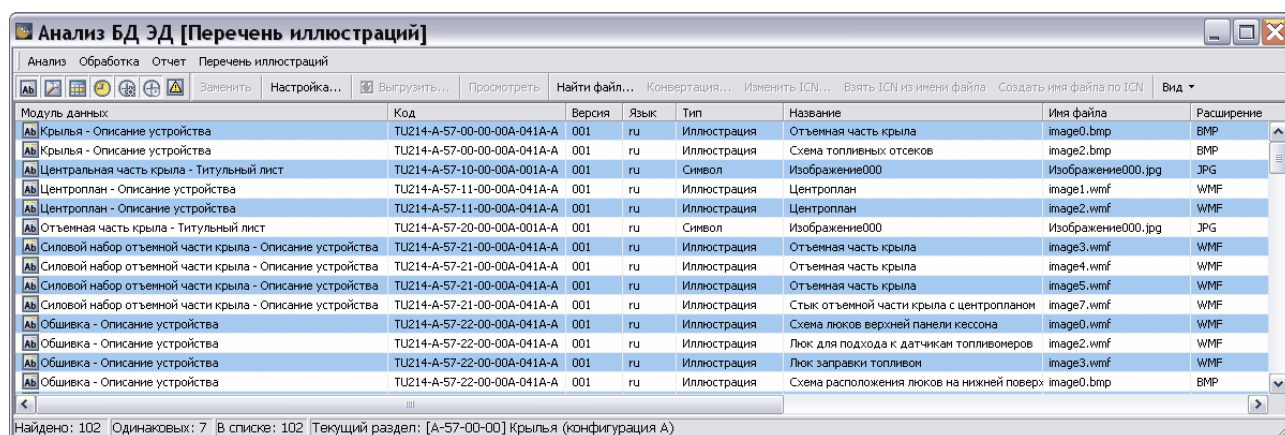 Анализ БД ЭД [Перечень иллюстраций]
Анализ Обработка Отчет Перечень иллюстраций
Ab Заменить Настройка... Выгрузить... Просмотреть Найти файл... Конвертация... Изменить ICN... Взять ICN из имени файла Создать имя файла по ICN Вид
Модуль данных Код Версия Язык Тип Название Имя файла Расширение
Ab Крылья - Описание устройства TU214-A-57-00-00-00A-041A-A 001 ru Иллюстрация Отъемная часть крыла image0.bmp BMP
Ab Крылья - Описание устройства TU214-A-57-00-00-00A-041A-A 001 ru Иллюстрация Схема топливных отсеков image2.bmp BMP
Ab Центральная часть крыла - Титульный лист TU214-A-57-10-00-00A-001A-A 001 ru Символ Изображение000 Изображение000.jpg JPG
Ab Центроплан - Описание устройства TU214-A-57-11-00-00A-041A-A 001 ru Иллюстрация Центроплан image1.wmf WMF
Ab Центроплан - Описание устройства TU214-A-57-11-00-00A-041A-A 001 ru Иллюстрация Центроплан image2.wmf WMF
Ab Отъемная часть крыла - Титульный лист TU214-A-57-20-00-00A-001A-A 001 ru Символ Изображение000 Изображение000.jpg JPG
Ab Силовой набор отъемной части крыла - Описание устройства TU214-A-57-21-00-00A-041A-A 001 ru Иллюстрация Отъемная часть крыла image3.wmf WMF
Ab Силовой набор отъемной части крыла - Описание устройства TU214-A-57-21-00-00A-041A-A 001 ru Иллюстрация Отъемная часть крыла image4.wmf WMF
Ab Силовой набор отъемной части крыла - Описание устройства TU214-A-57-21-00-00A-041A-A 001 ru Иллюстрация Отъемная часть крыла image5.wmf WMF
Ab Силовой набор отъемной части крыла - Описание устройства TU214-A-57-21-00-00A-041A-A 001 ru Иллюстрация Стык отъемной части крыла с центропланом image7.wmf WMF
Ab Обшивка - Описание устройства TU214-A-57-22-00-00A-041A-A 001 ru Иллюстрация Схема люков верхней панели кессона image0.wmf WMF
Ab Обшивка - Описание устройства TU214-A-57-22-00-00A-041A-A 001 ru Иллюстрация Люк для подхода к датчикам топливомеров image2.wmf WMF
Ab Обшивка - Описание устройства TU214-A-57-22-00-00A-041A-A 001 ru Иллюстрация Люк заправки топливом image3.wmf WMF
Ab Обшивка - Описание устройства TU214-A-57-22-00-00A-041A-A 001 ru Иллюстрация Схема расположения люков на нижней поверх image0.bmp BMP
Найдено: 102 Одинаковых: 7 В списке: 102 Текущий раздел: [A-57-00-00] Крылья (конфигурация A)